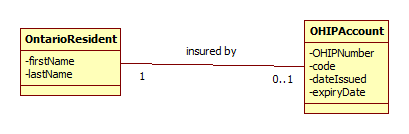 OntarioResident
-firstName
-lastName
insured by
1
0..1
OHIPAccount
-OHIPNumber
-code
-dateIssued
-expiryDate